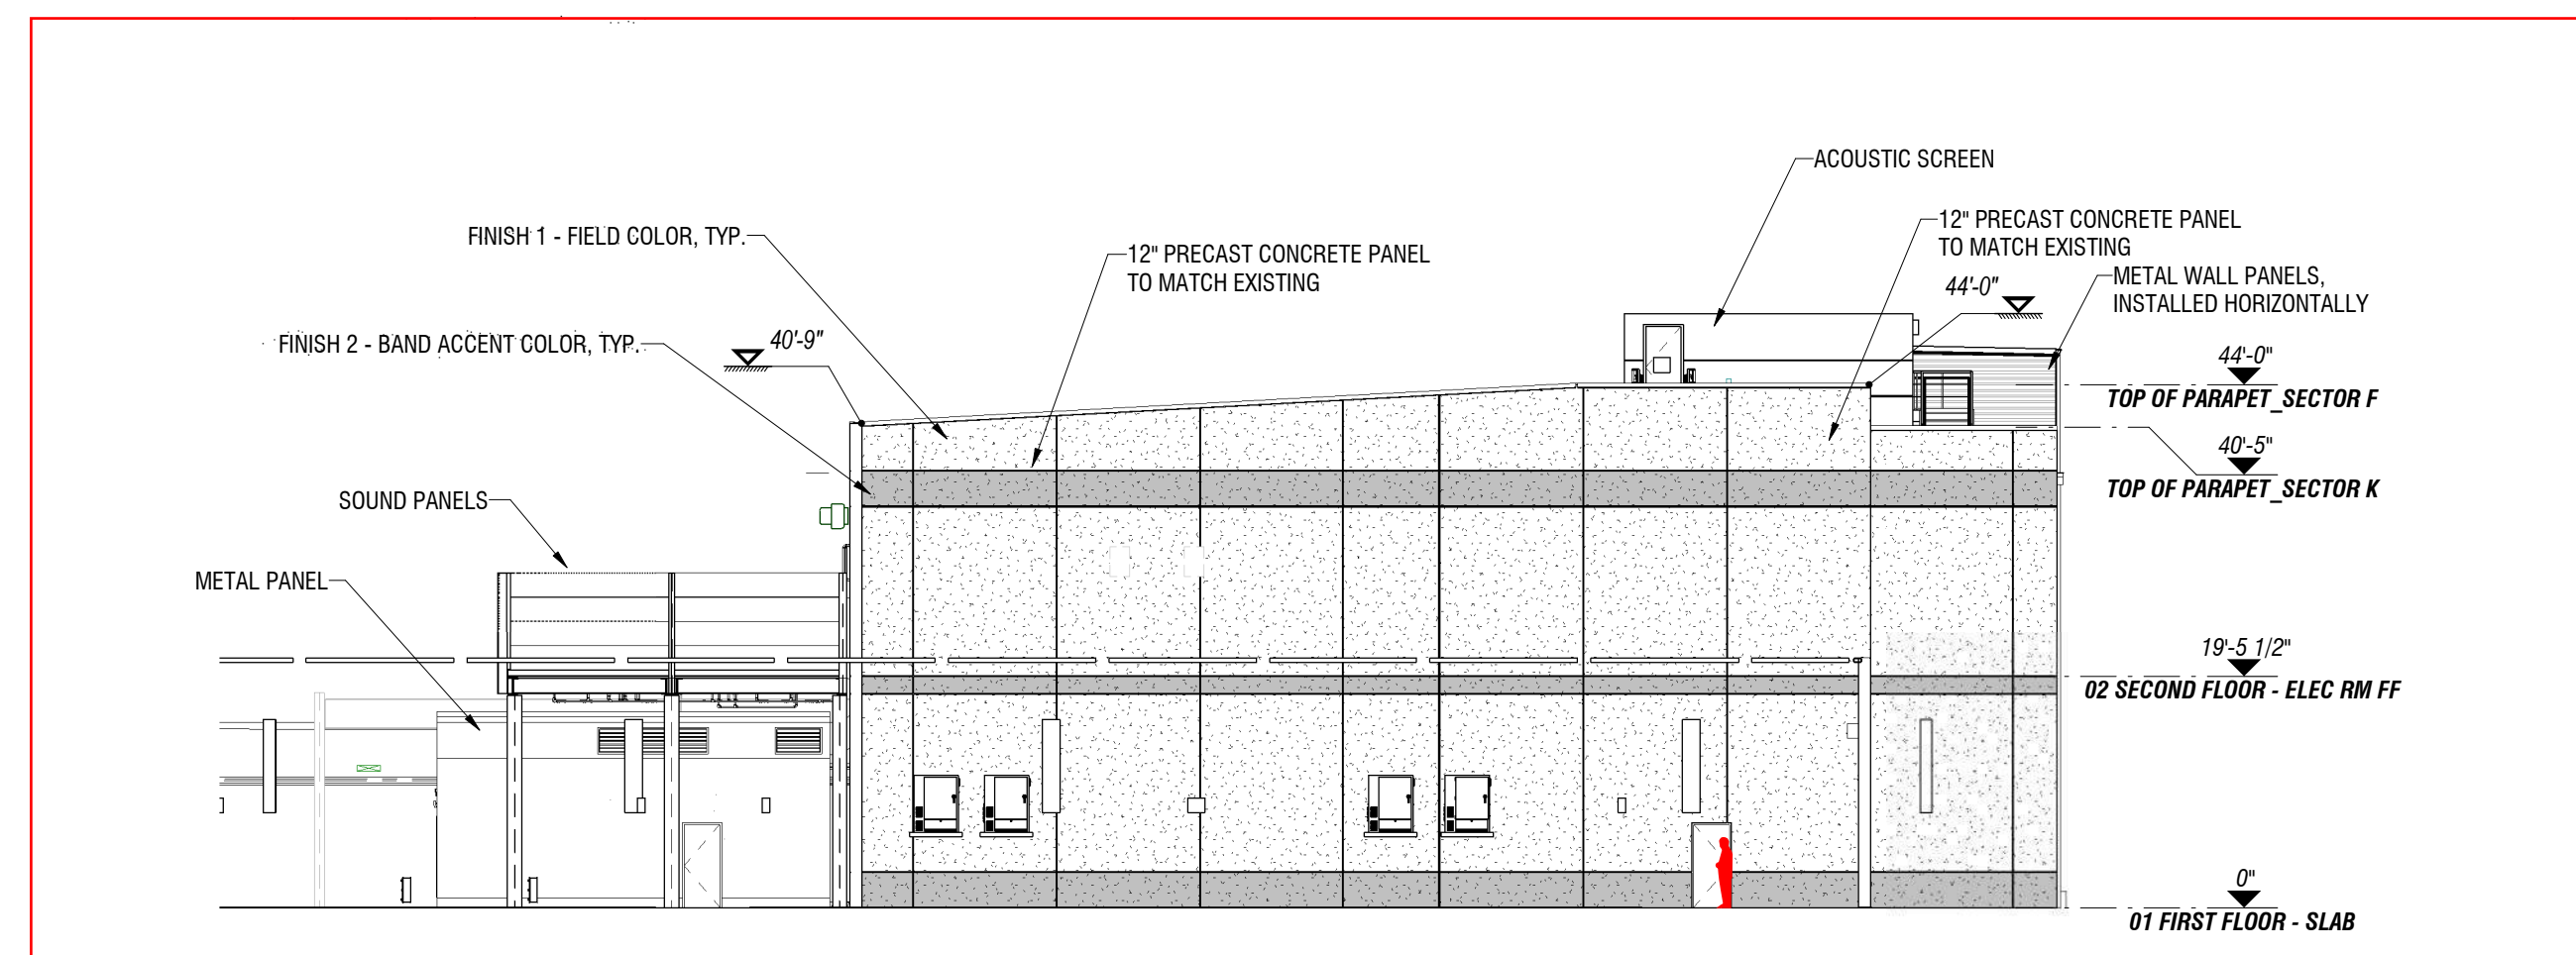 ACOUSTIC SCREEN
FINISH 1 - FIELD COLOR, TYP.
12" PRECAST CONCRETE PANEL
TO MATCH EXISTING
12" PRECAST CONCRETE PANEL
TO MATCH EXISTING
METAL WALL PANELS,
INSTALLED HORIZONTALLY
44'-0"
FINISH 2 - BAND ACCENT COLOR, TYP.
40'-9"
44'-0"
TOP OF PARAPET_SECTOR F
40'-5"
TOP OF PARAPET_SECTOR K
SOUND PANELS
METAL PANEL
19'-5 1/2"
02 SECOND FLOOR - ELEC RM FF
0"
01 FIRST FLOOR - SLAB